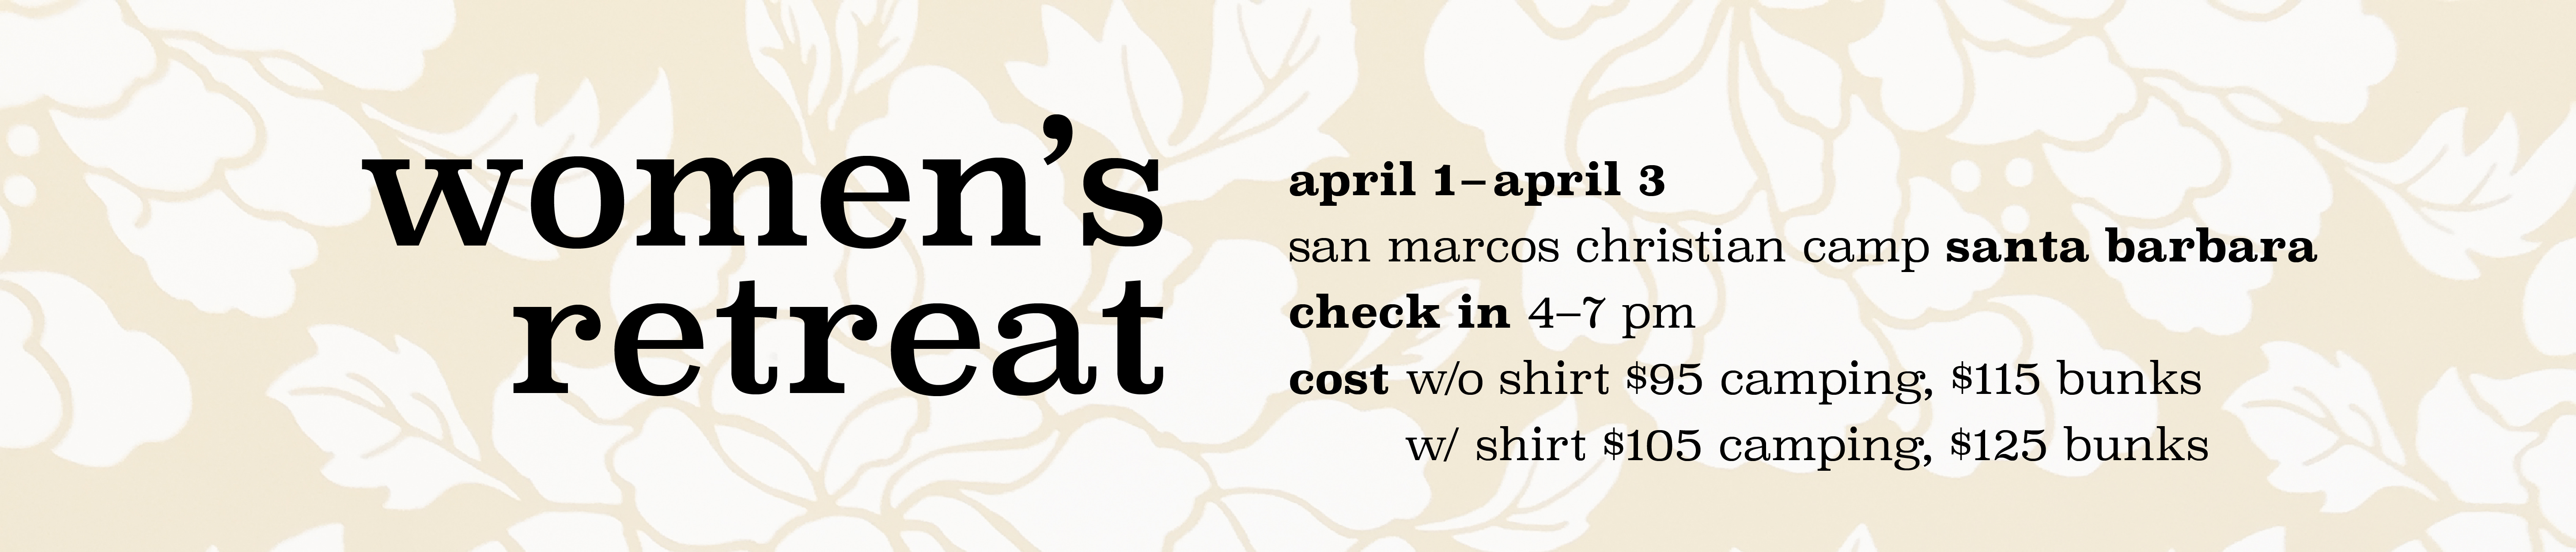 women’s
retreat
april 1–april 3
san marcos christian camp santa barbara
check in 4–7 pm
cost w/o shirt $95 camping, $115 bunks
w/ shirt $105 camping, $125 bunks